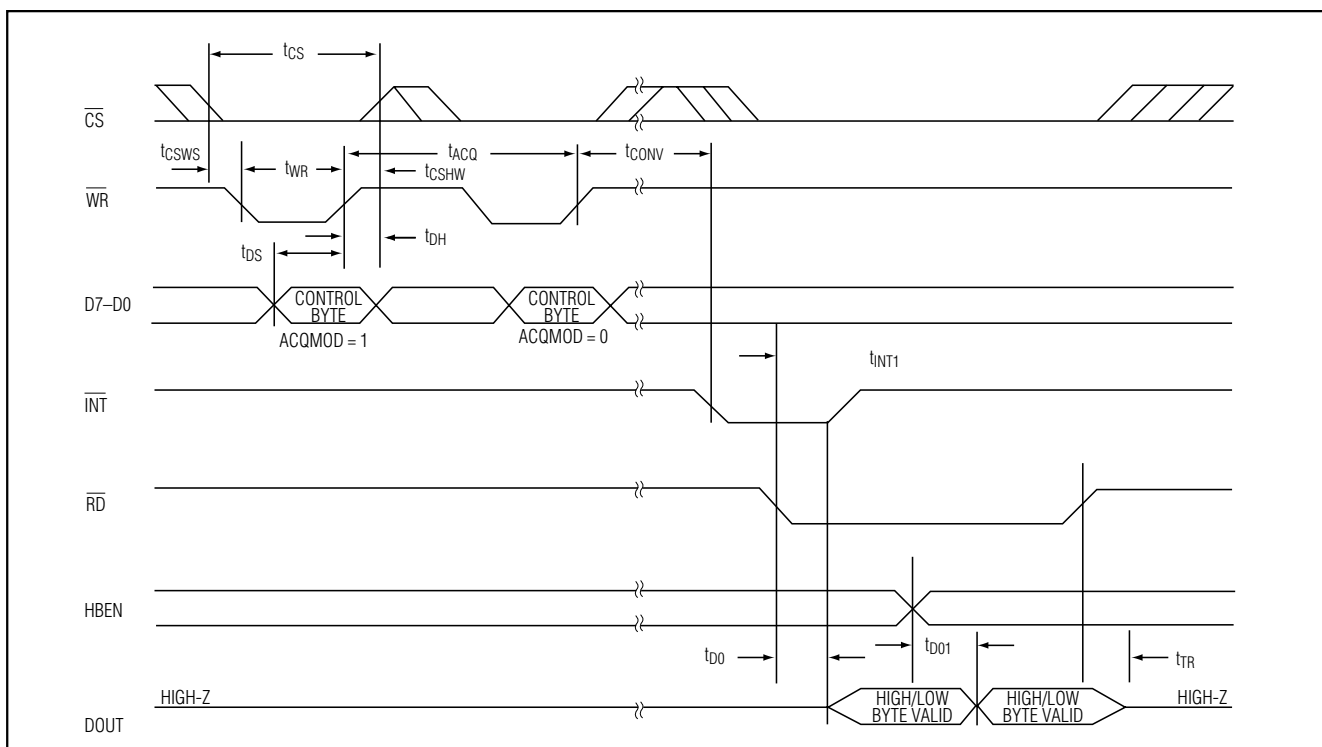 tCS
CS
tCSWS
tWR
tACQ
tCONV
tCSHW
WR
tDH
tDS
D7–D0
CONTROL
BYTE
CONTROL
BYTE
ACQMOD = 1
ACQMOD = 0
tINT1
INT
RD
HBEN
tD0
tD01
tTR
HIGH-Z
HIGH/LOW
BYTE VALID
HIGH/LOW
BYTE VALID
HIGH-Z
DOUT